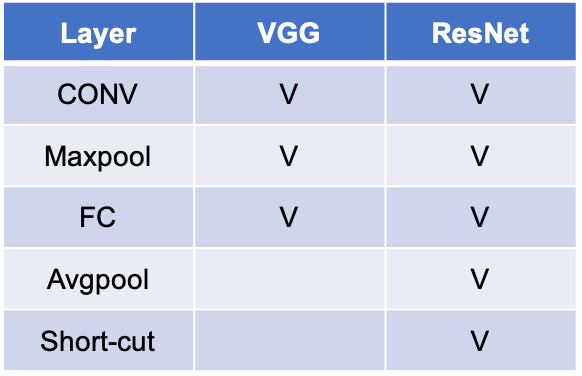 Layer VGG ResNet
CONV V V
Maxpool V V
FC V V
Avgpool V
Short-cut V